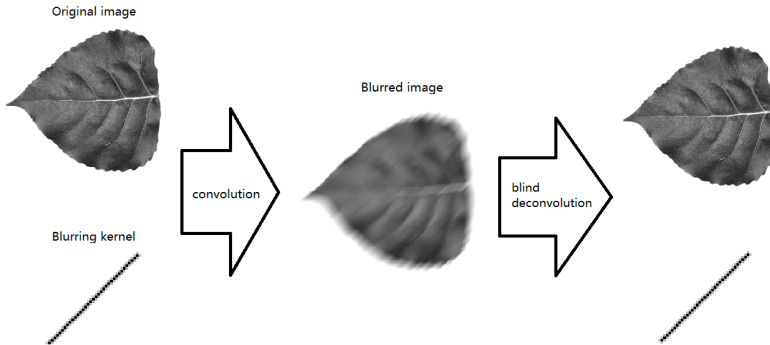 Original image
Blurred image
convolution
blind
deconvolution
Blurring kernel